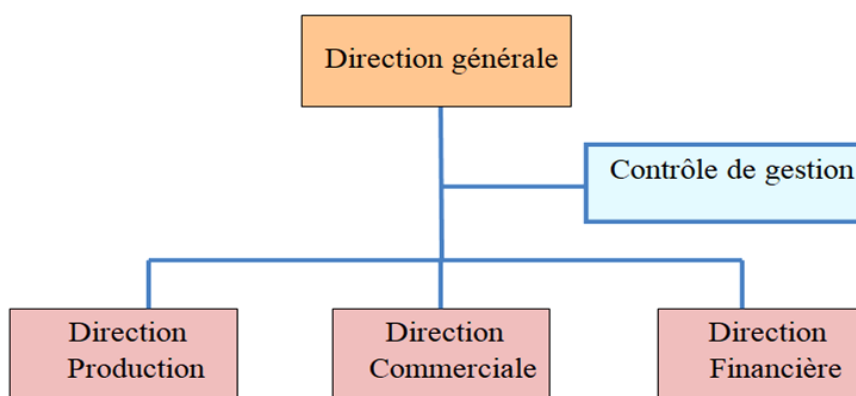 Direction générale
Contrôle de gestion
Direction
Production
Direction
Commerciale
Direction
Financière